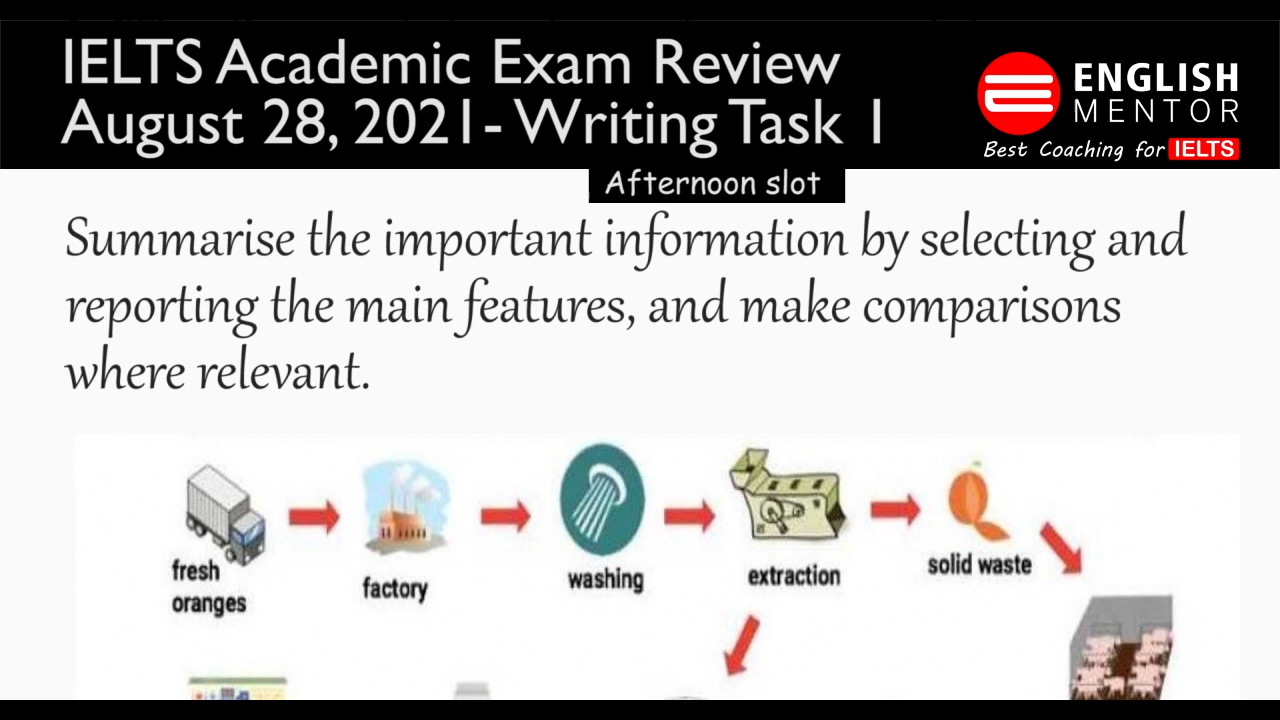 IELTS Academic Exam Review
August 28, 2021- Writing Task 1
ENGLISH
MENTOR
Best Coaching for IELTS
Afternoon slot
Summarise the important information by selecting and
reporting the main features, and make comparisons
where relevant.
fresh
oranges
factory
washing
extraction
solid waste